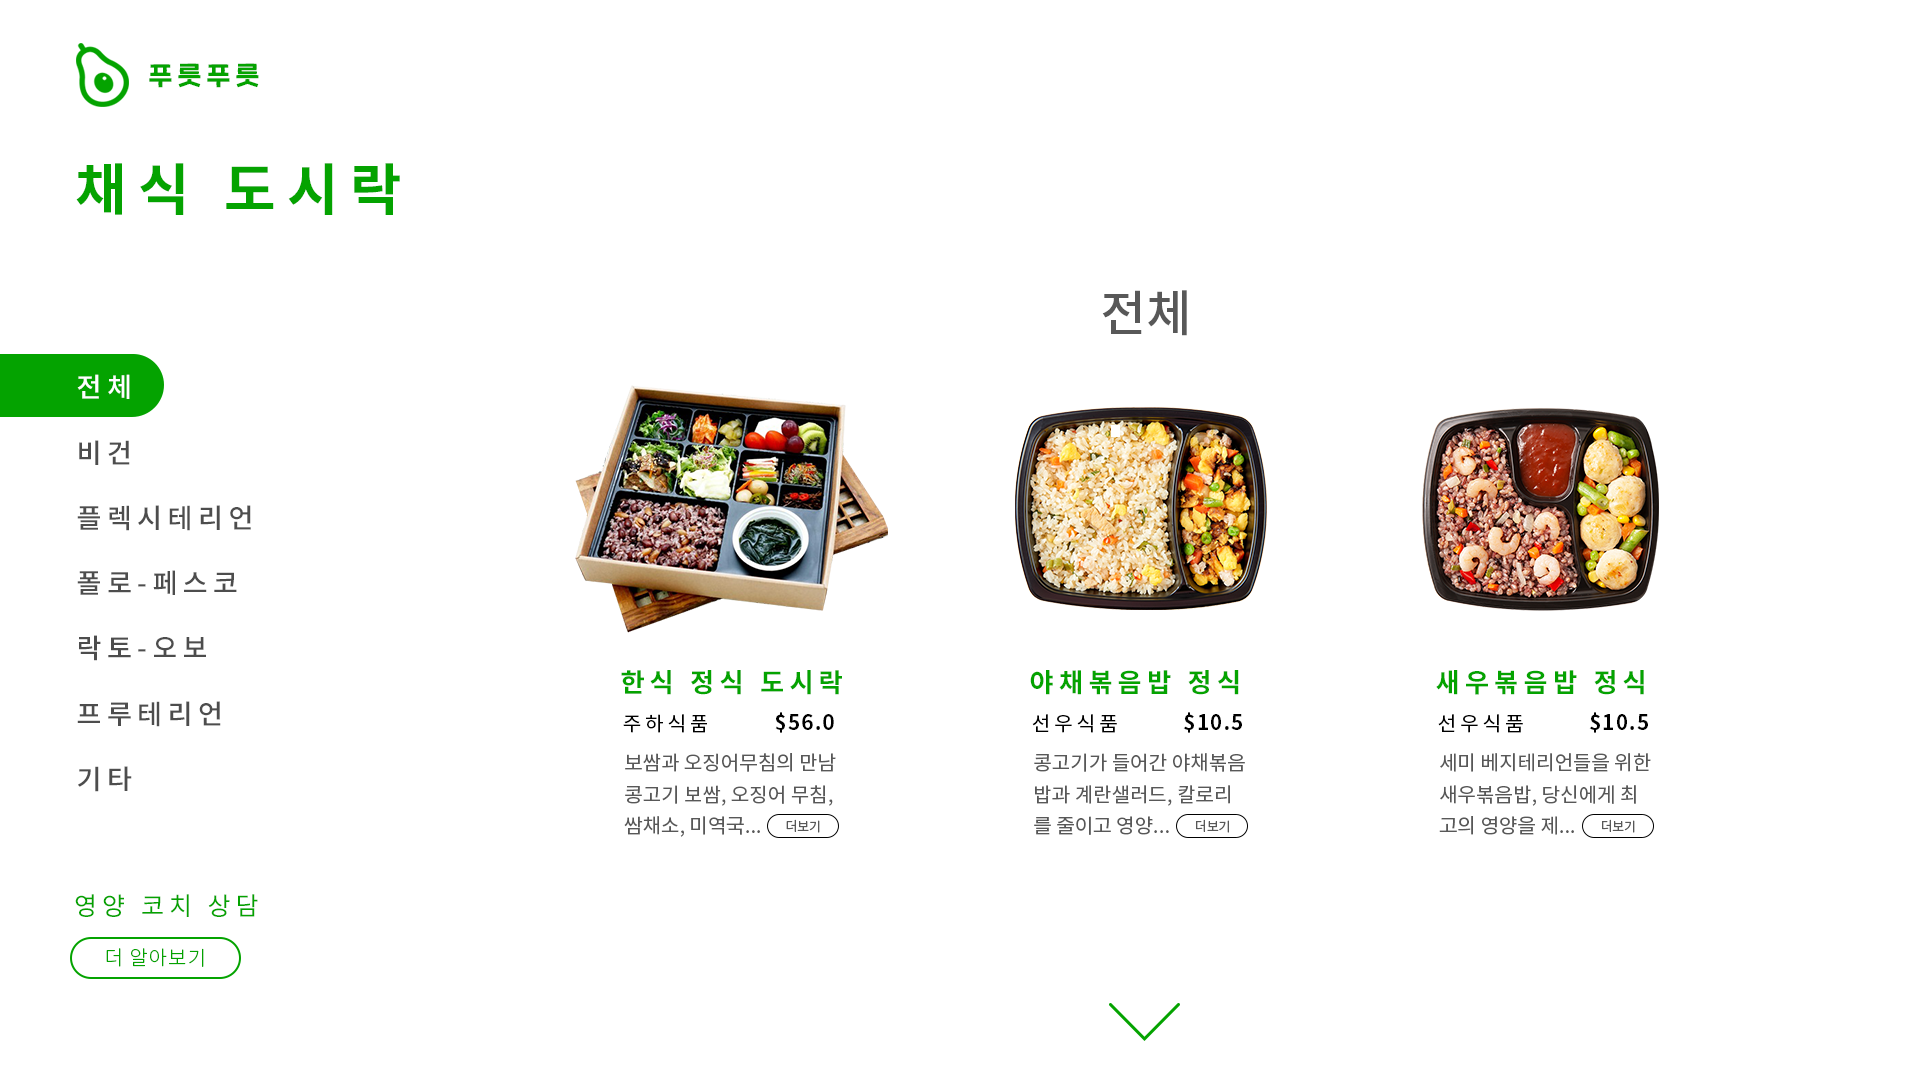 푸릇푸릇
채식 도시락
전체
전체
비건
플렉시테리언
폴로-페스코
락토-오보
프루테리언
기타
영양 코치 상담
더 알아보기
한식 정식 도시락
주하식품 $56.0
보쌈과 오징어무침의 만남
콩고기 보쌈, 오징어 무침,
쌈채소, 미역국... 더보기
야채볶음밥 정식
선우식품 $10.5
콩고기가 들어간 야채볶음
밥과 계란샐러드, 칼로리
를 줄이고 영양... 더보기
새우볶음밥 정식
선우식품 $10.5
세미 베지테리언들을 위한
새우볶음밥, 당신에게 최
고의 영양을 제... 더보기